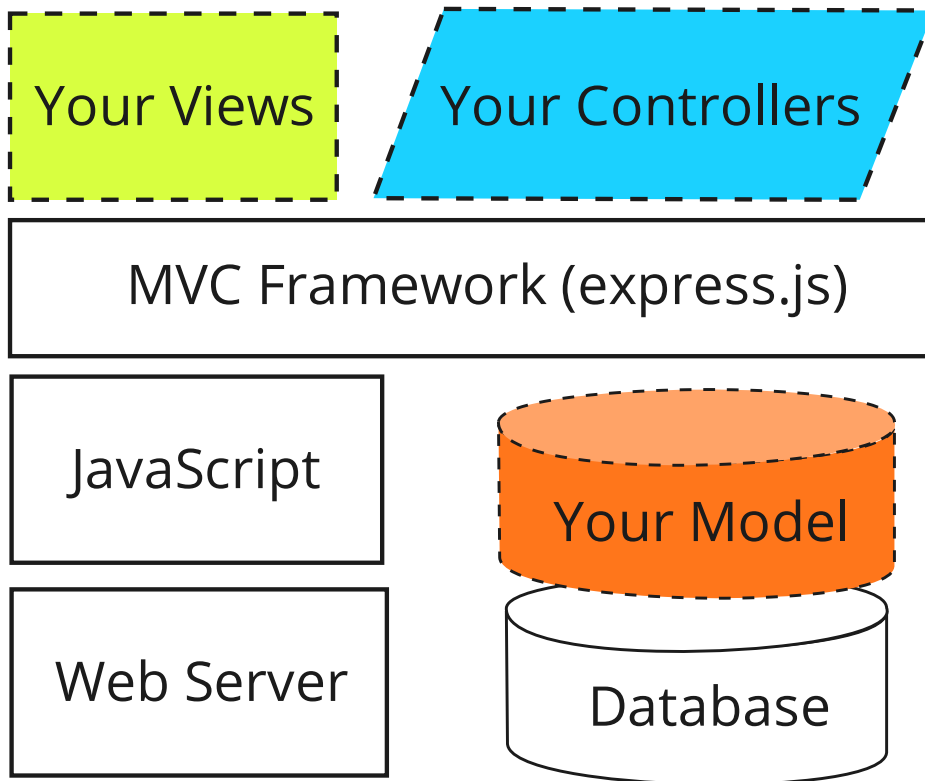 Your Views
Your Controllers
MVC Framework (express.js)
JavaScript
Your Model
Web Server
Database